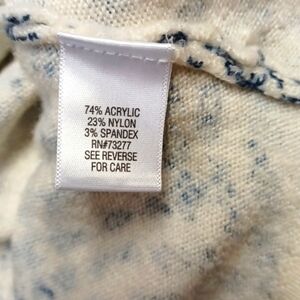 74% ACRYLIC
23% NYLON
3% SPANDEX
RN#73277
SEE REVERSE
FOR CARE